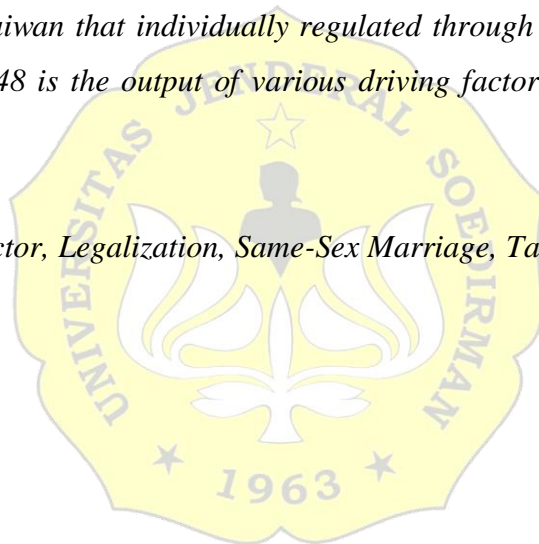 aiwan that individually regulated through
48 is the output of various driving factor
ctor, Legalization, Same-Sex Marriage, Ta
UNIVERSITAS JENDERAL SOEDIRMAN
1963